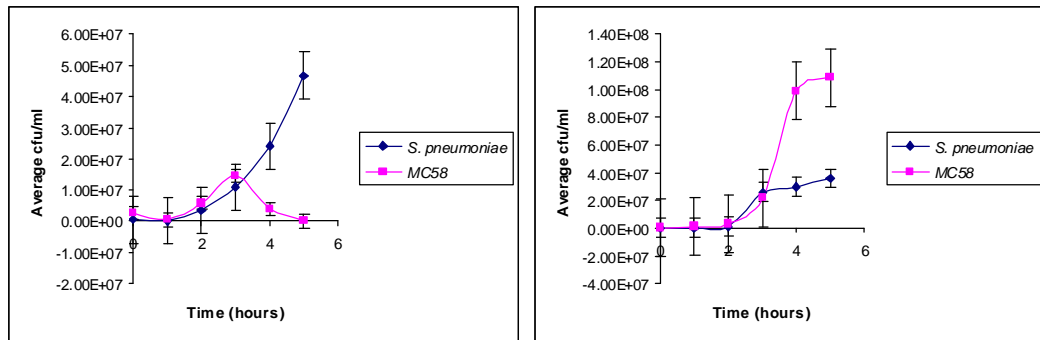 6.00E+07
5.00E+07
4.00E+07
3.00E+07
2.00E+07
1.00E+07
0.00E+00
-1.00E+07
-2.00E+07
Average cfu/ml
0 2 4 6
Time (hours)
S. pneumoniae
MC58
1.40E+08
1.20E+08
1.00E+08
8.00E+07
6.00E+07
4.00E+07
2.00E+07
0.00E+00
-2.00E+07
-4.00E+07
Average cfu/ml
0 2 4 6
Time (hours)
S. pneumoniae
MC58